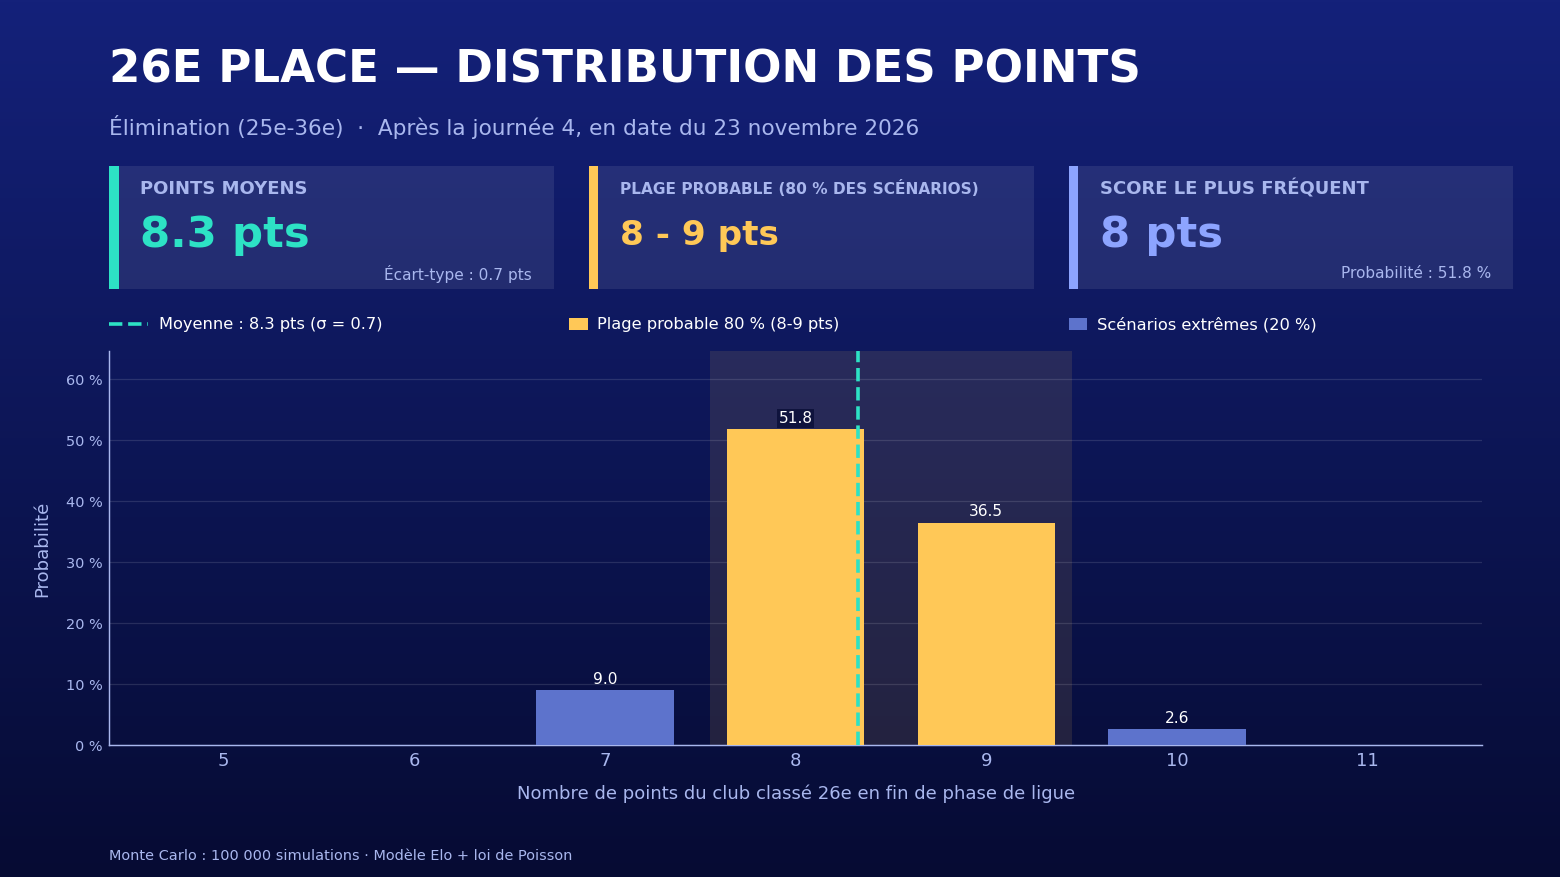 26E PLACE — DISTRIBUTION DES POINTS
Élimination (25e-36e) · Après la journée 4, en date du 23 novembre 2026
POINTS MOYENS
8.3 pts
Écart-type : 0.7 pts
PLAGE PROBABLE (80 % DES SCÉNARIOS)
8 - 9 pts
SCORE LE PLUS FRÉQUENT
8 pts
Probabilité : 51.8 %
Moyenne : 8.3 pts (σ = 0.7)
Plage probable 80 % (8-9 pts)
Scénarios extrêmes (20 %)
Probabilité
60 %
50 %
40 %
30 %
20 %
10 %
0 %
9.0
51.8
36.5
2.6
5 6 7 8 9 10 11
Nombre de points du club classé 26e en fin de phase de ligue
Monte Carlo : 100 000 simulations · Modèle Elo + loi de Poisson